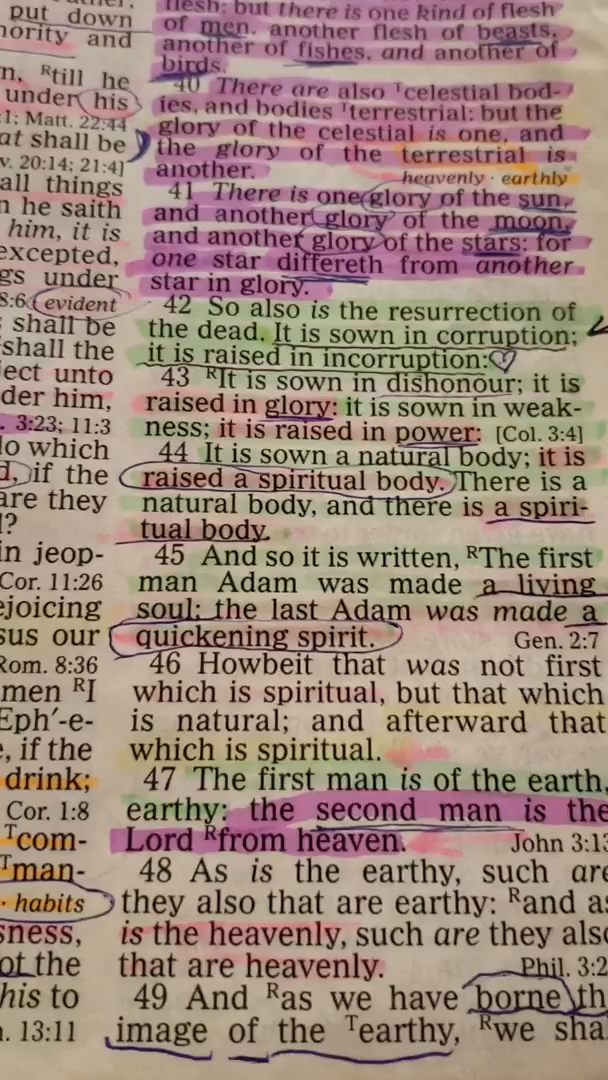 put down
hority and
n, Rtill he
under his
1: Matt. 22:44
at shall be
v. 20:14; 21:4]
all things
n he saith
him, it is
excepted,
gs under
8:6 evident
shall be
shall the
ject unto
der him,
3:23; 11:3
lo which
d, if the
are they
l?
in jeop-
Cor. 11:26
ejoicing
sus our
Rom. 8:36
men RI
Eph′-e-
e, if the
drink;
Cor. 1:8
Tcom-
Tman-
· habits
sness,
ot the
his to
n. 13:11
flesh; but there is one kind of flesh
of men, another flesh of beasts,
another of fishes, and another of
birds.
40 There are also Tcelestial bod-
ies, and bodies Tterrestrial: but the
glory of the celestial is one, and
the glory of the terrestrial is
another.
heavenly · earthly
41 There is one glory of the sun,
and another glory of the moon,
and another glory of the stars: for
one star differeth from another
star in glory.
42 So also is the resurrection of
the dead. It is sown in corruption;
it is raised in incorruption:
43 RIt is sown in dishonour; it is
raised in glory: it is sown in weak-
ness; it is raised in power: [Col. 3:4]
44 It is sown a natural body; it is
raised a spiritual body. There is a
natural body, and there is a spiri-
tual body.
45 And so it is written, RThe first
man Adam was made a living
soul; the last Adam was made a
quickening spirit. Gen. 2:7
46 Howbeit that was not first
which is spiritual, but that which
is natural; and afterward that
which is spiritual.
47 The first man is of the earth,
earthy: the second man is the
Lord Rfrom heaven. John 3:13
48 As is the earthy, such are
they also that are earthy: Rand as
is the heavenly, such are they also
that are heavenly. Phil. 3:2
49 And Ras we have borne th
image of the Tearthy, Rwe sha